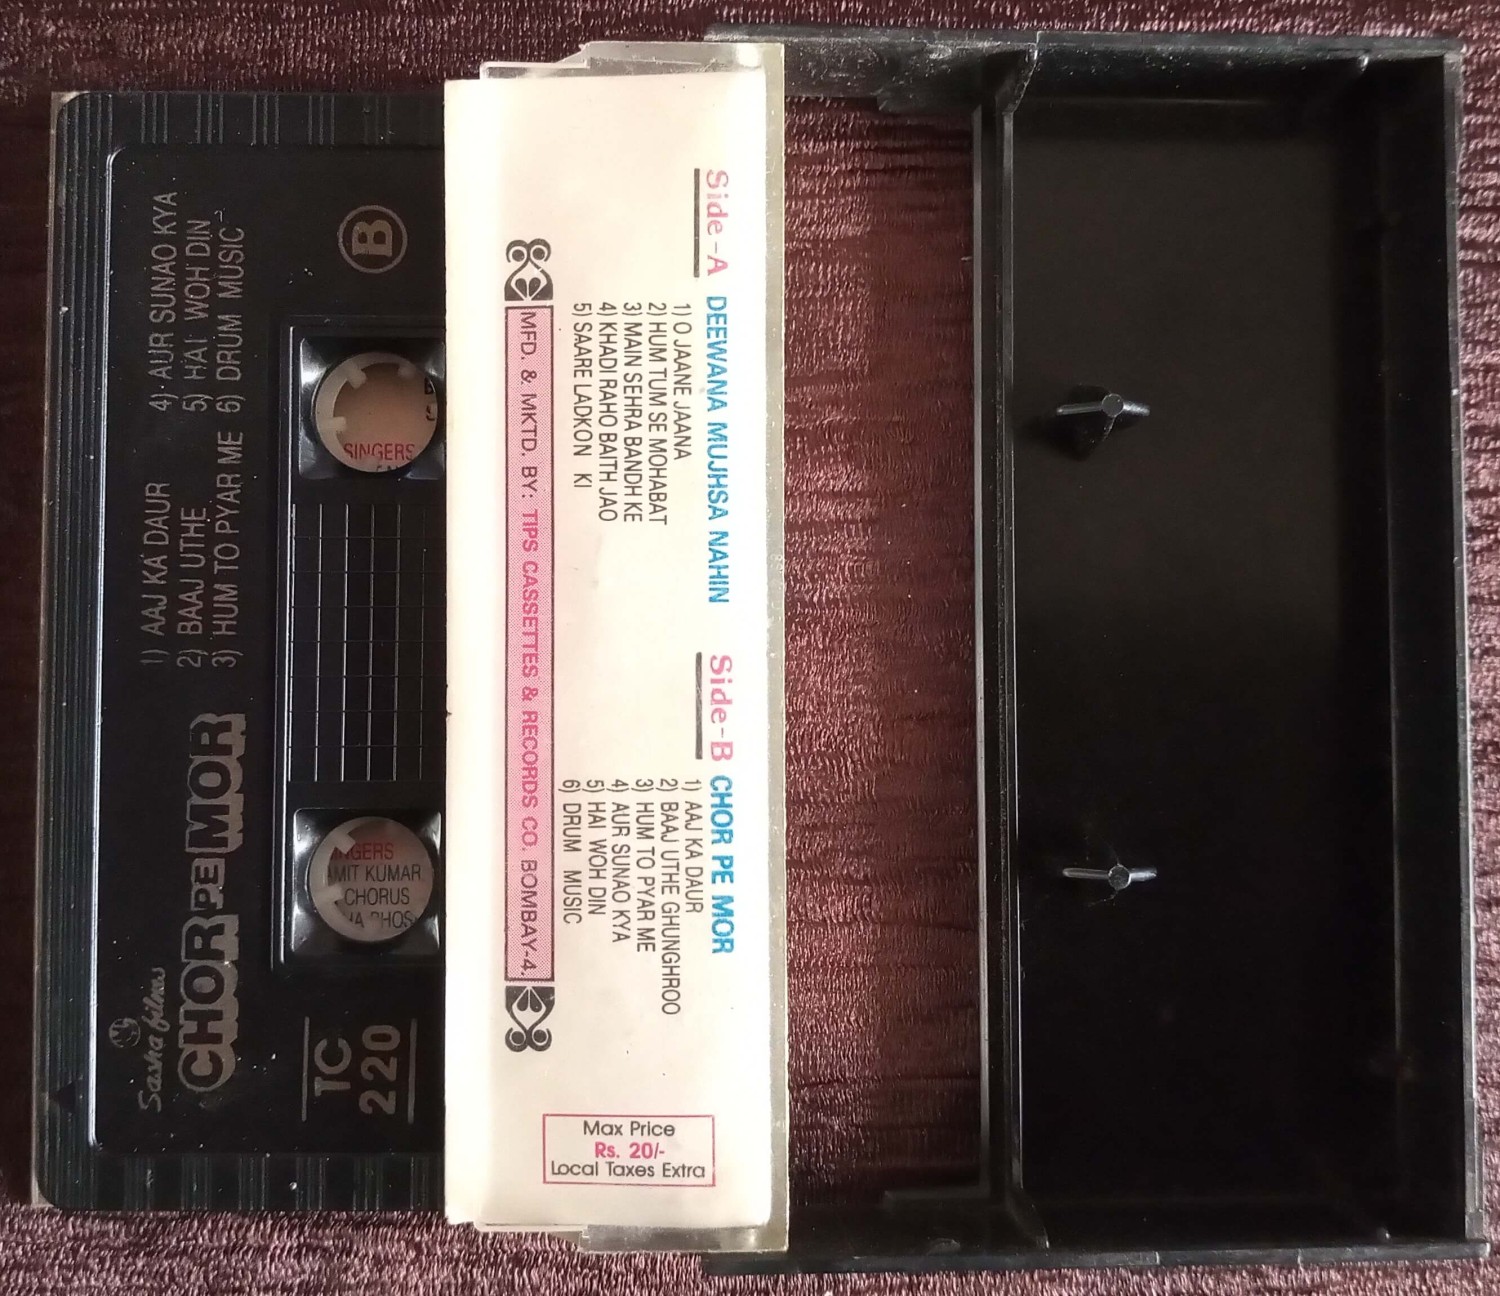 Sasha films
CHOR PE MOR
1) AAJ KA DAUR
2) BAAJ UTHE
3) HUM TO PYAR ME
4) AUR SUNAO KYA
5) HAI WOH DIN
6) DRUM MUSIC
B
TC
220
SINGERS
AMIT KUMAR
CHORUS
SINGERS
Side-A DEEWANA MUJHSA NAHIN
1) O JAANE JAANA
2) HUM TUM SE MOHABAT
3) MAIN SEHRA BANDH KE
4) KHADI RAHO BAITH JAO
5) SAARE LADKON KI
Side-B CHOR PE MOR
1) AAJ KA DAUR
2) BAAJ UTHE GHUNGHROO
3) HUM TO PYAR ME
4) AUR SUNAO KYA
5) HAI WOH DIN
6) DRUM MUSIC
MFD. & MKTD. BY: TIPS CASSETTES & RECORDS CO. BOMBAY-4.
Max Price
Rs. 20/-
Local Taxes Extra